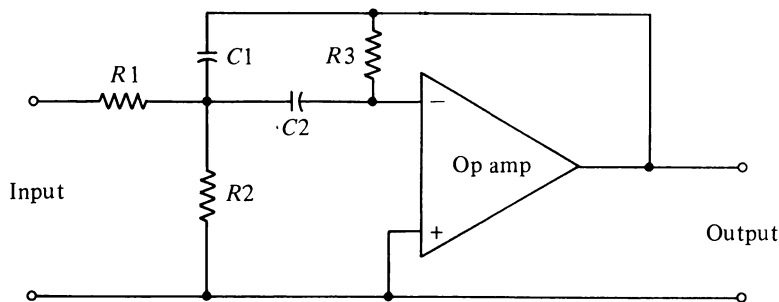 C1
R3
R1
C2
−
Op amp
Input
R2
+
Output